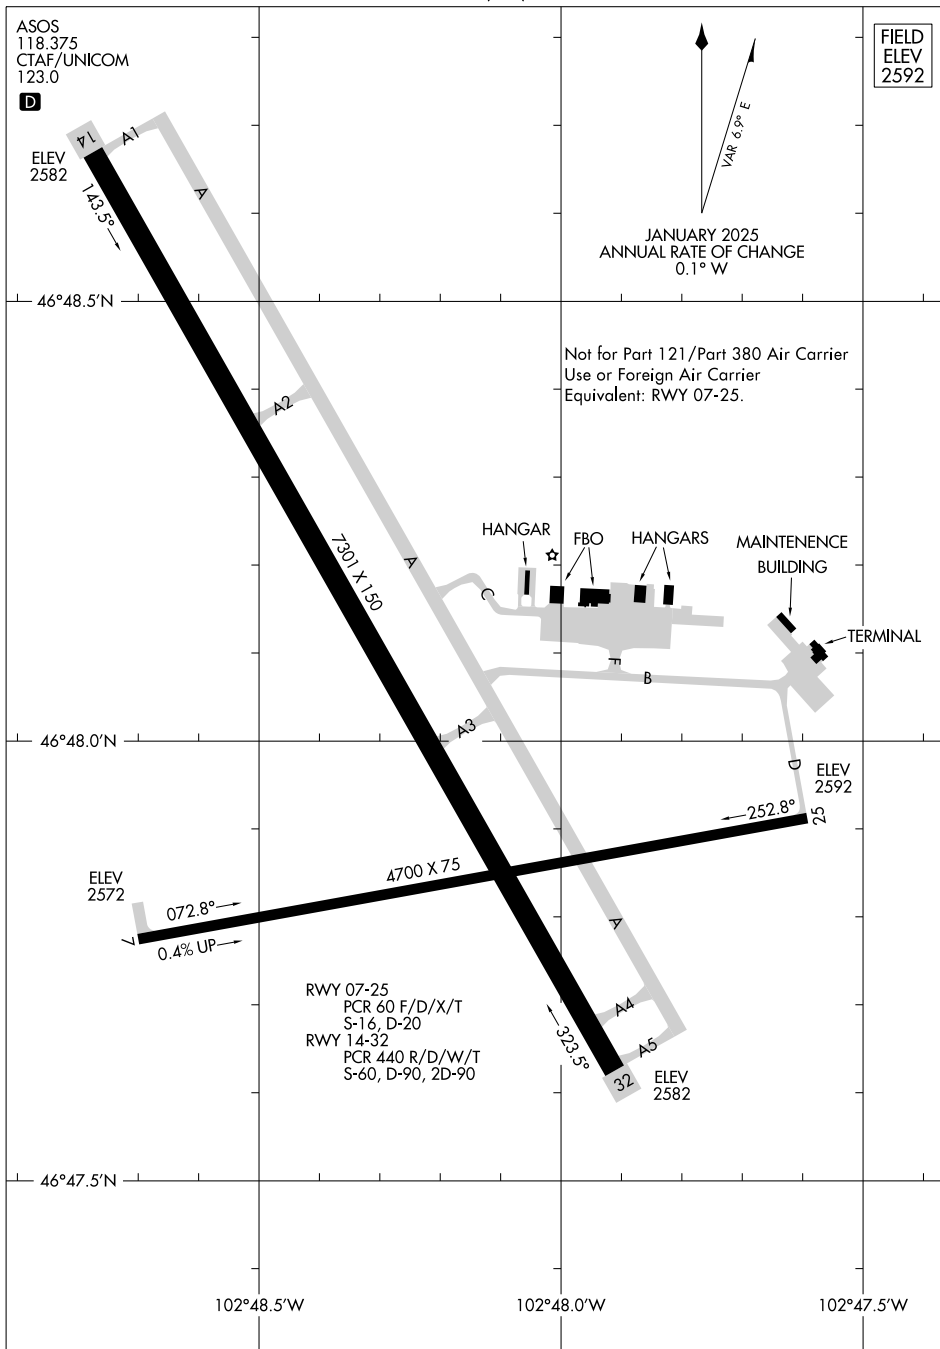 ASOS
118.375
CTAF/UNICOM
123.0
D
FIELD
ELEV
2592
VAR 6.9° E
JANUARY 2025
ANNUAL RATE OF CHANGE
0.1° W
14
A1
ELEV
2582
A
143.5°
46°48.5'N
Not for Part 121/Part 380 Air Carrier
Use or Foreign Air Carrier
Equivalent: RWY 07-25.
A2
7301 X 150
A
HANGAR
FBO
HANGARS
MAINTENENCE
BUILDING
C
TERMINAL
F
B
A3
46°48.0'N
D
ELEV
2592
252.8°
25
4700 X 75
ELEV
2572
072.8°
7
0.4% UP
A
RWY 07-25
PCR 60 F/D/X/T
S-16, D-20
RWY 14-32
PCR 440 R/D/W/T
S-60, D-90, 2D-90
A4
323.5°
A5
32
ELEV
2582
46°47.5'N
102°48.5'W
102°48.0'W
102°47.5'W